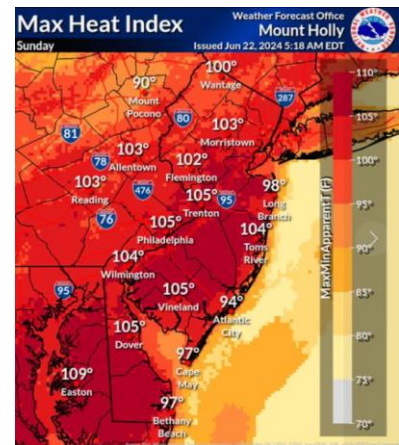 Max Heat Index
Sunday
Weather Forecast Office
Mount Holly
Issued Jun 22, 2024 5:18 AM EDT
100°
Wantage
90°
Mount
Pocono
287
80
81
103°
Morristown
103°
Allentown
78
102°
Flemington
103°
Reading
476
105°
Trenton
95
98°
Long
Branch
76
105°
Philadelphia
104°
Toms
River
104°
Wilmington
95
105°
Vineland
94°
Atlantic
City
105°
Dover
97°
Cape
May
109°
Easton
97°
Bethany
Beach
110°
105°
100°
95°
90°
85°
80°
75°
70°
MaxMinApparentT (F)